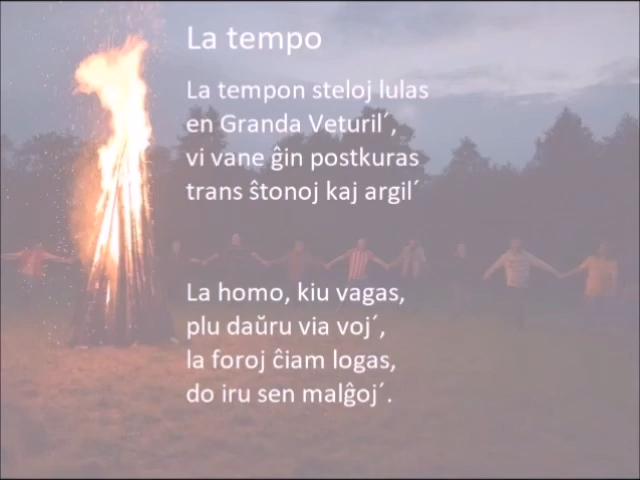 La tempo
La tempon steloj lulas
en Granda Veturil´,
vi vane ĝin postkuras
trans ŝtonoj kaj argil´
La homo, kiu vagas,
plu daŭru via voj´,
la foroj ĉiam logas,
do iru sen malĝoj´.